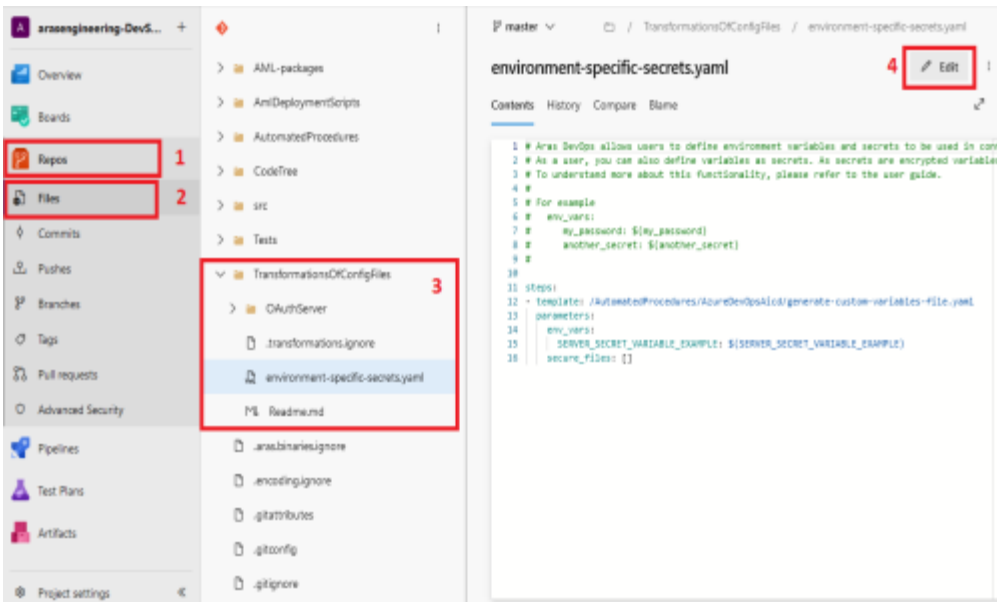 A arasengineering-DevS... +
Overview
Boards
Repos
1
Files
2
Commits
Pushes
Branches
Tags
Pull requests
Advanced Security
Pipelines
Test Plans
Artifacts
Project settings
AML-packages
AmlDeploymentScripts
AutomatedProcedures
CodeTree
src
Tests
TransformationsOfConfigFiles
3
OAuthServer
.transformations.ignore
environment-specific-secrets.yaml
M↓ Readme.md
.aras.binaries.ignore
.encoding.ignore
.gitattributes
.gitconfig
.gitignore
master / TransformationsOfConfigFiles / environment-specific-secrets.yaml
environment-specific-secrets.yaml
4
Edit
Contents History Compare Blame
1 # Aras DevOps allows users to define environment variables and secrets to be used in con
2 # As a user, you can also define variables as secrets. As secrets are encrypted variable
3 # To understand more about this functionality, please refer to the user guide.
4 #
5 # For example
6 # env_vars:
7 # my_password: $(my_password)
8 # another_secret: $(another_secret)
9 #
10
11 steps:
12 - template: /AutomatedProcedures/AzureDevOpsAicd/generate-custom-variables-file.yaml
13 parameters:
14 env_vars:
15 SERVER_SECRET_VARIABLE_EXAMPLE: $(SERVER_SECRET_VARIABLE_EXAMPLE)
16 secure_files: []